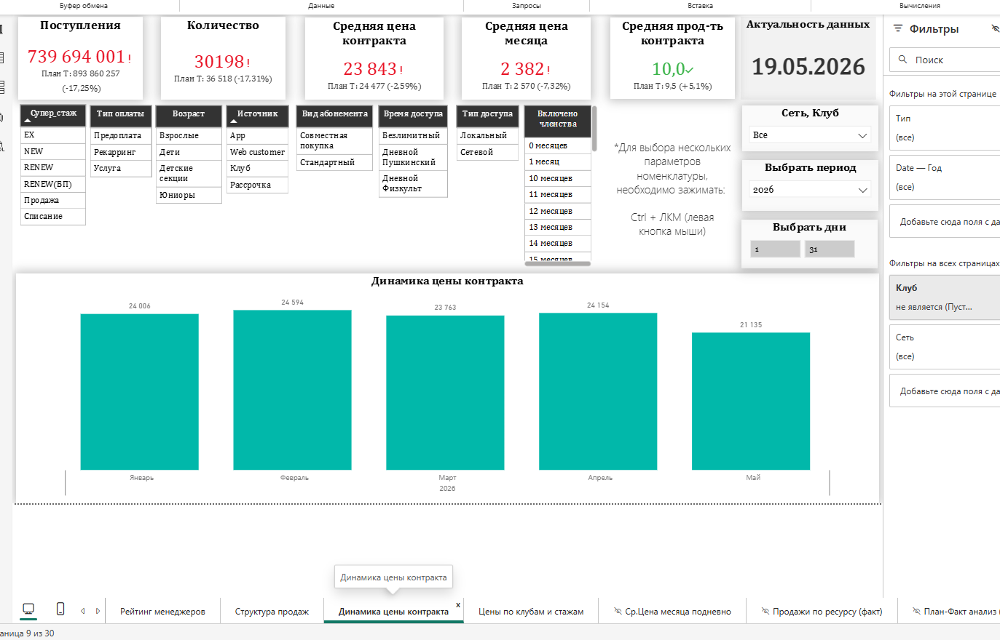 Буфер обмена
Данные
Запросы
Вставка
Вычисления
Поступления
739 694 001!
План Т: 893 860 257
(-17,25%)
Количество
30198!
План Т: 36 518 (-17,31%)
Средняя цена
контракта
23 843!
План Т: 24 477 (-2,59%)
Средняя цена
месяца
2 382!
План Т: 2 570 (-7,32%)
Средняя прод-ть
контракта
10,0✓
План Т: 9,5 (+5,1%)
Актуальность данных
19.05.2026
Фильтры
Поиск
Фильтры на этой странице
Тип
(все)
Date — Год
(все)
Добавьте сюда поля с да
Фильтры на всех страницах
Клуб
не является (Пуст...
Сеть
(все)
Добавьте сюда поля с да
Супер_стаж
EX
NEW
RENEW
RENEW(БП)
Продажа
Списание
Тип оплаты
Предоплата
Рекарринг
Услуга
Возраст
Взрослые
Дети
Детские
секции
Юниоры
Источник
App
Web customer
Клуб
Рассрочка
Вид абонемента
Совместная
покупка
Стандартный
Время доступа
Безлимитный
Дневной
Пушкинский
Дневной
Физкульт
Тип доступа
Локальный
Сетевой
Включено
членства
0 месяцев
1 месяц
10 месяцев
11 месяцев
12 месяцев
13 месяцев
14 месяцев
15 месяцев
*Для выбора нескольких
параметров
номенклатуры,
необходимо зажимать:
Ctrl + ЛКМ (левая
кнопка мыши)
Сеть, Клуб
Все
Выбрать период
2026
Выбрать дни
1
31
Динамика цены контракта
24 006
24 594
23 763
24 154
21 135
Январь
Февраль
Март
Апрель
Май
2026
Динамика цены контракта
Рейтинг менеджеров
Структура продаж
Динамика цены контракта
x
Цены по клубам и стажам
Ср.Цена месяца подневно
Продажи по ресурсу (факт)
План-Факт анализ (
аница 9 из 30